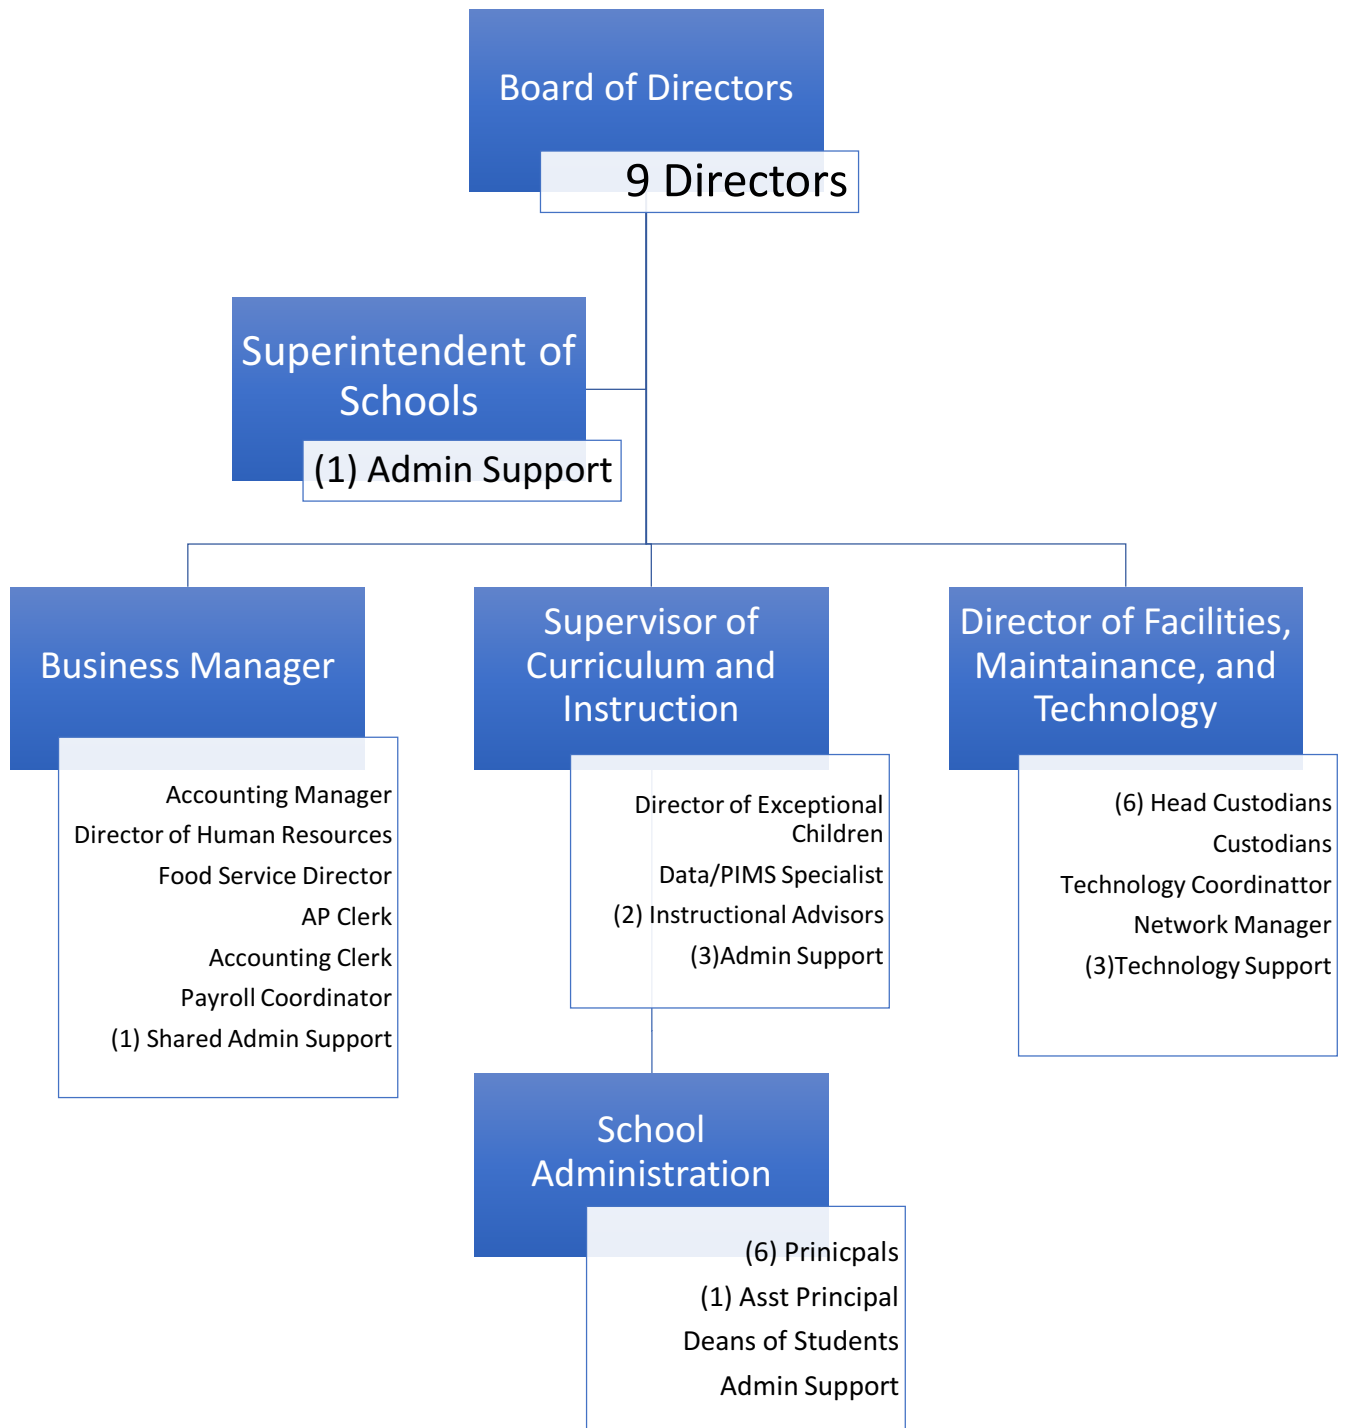 Board of Directors
9 Directors
Superintendent of
Schools
(1) Admin Support
Business Manager
Accounting Manager
Director of Human Resources
Food Service Director
AP Clerk
Accounting Clerk
Payroll Coordinator
(1) Shared Admin Support
Supervisor of
Curriculum and
Instruction
Director of Exceptional
Children
Data/PIMS Specialist
(2) Instructional Advisors
(3)Admin Support
Director of Facilities,
Maintainance, and
Technology
(6) Head Custodians
Custodians
Technology Coordinattor
Network Manager
(3)Technology Support
School
Administration
(6) Prinicpals
(1) Asst Principal
Deans of Students
Admin Support